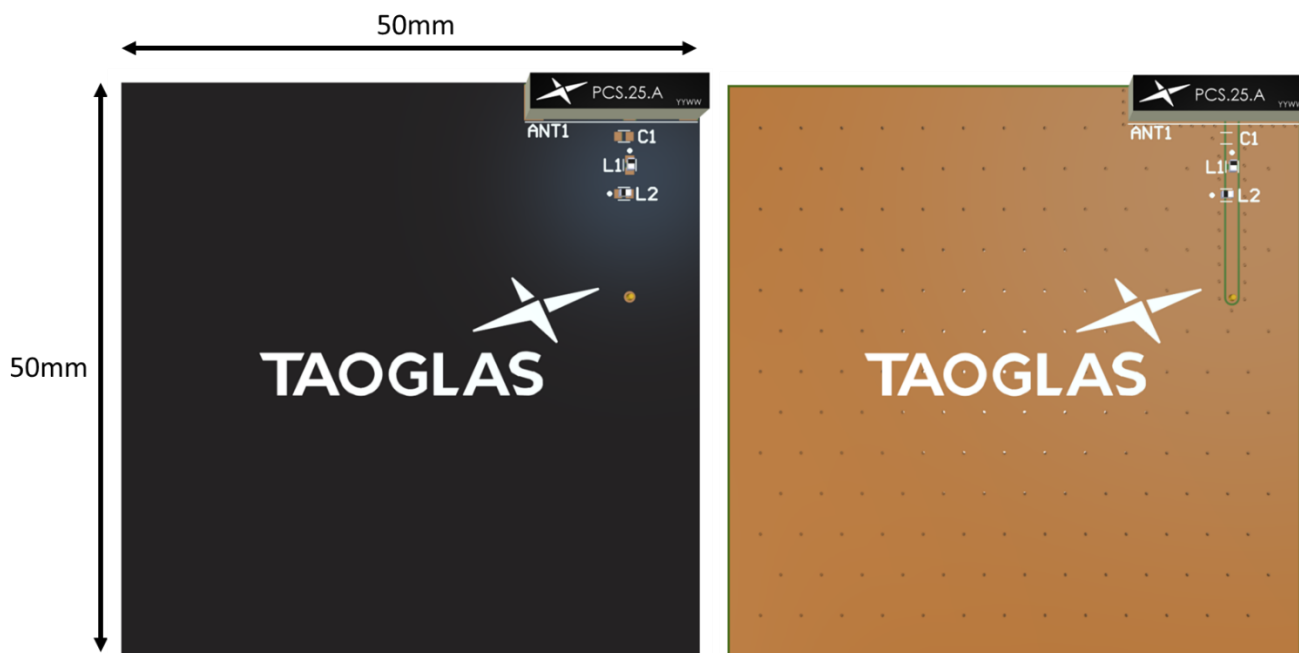 50mm
50mm
PCS.25.A
YYWW
ANT1
C1
L1
L2
TAOGLAS
PCS.25.A
YYWW
ANT1
C1
L1
L2
TAOGLAS